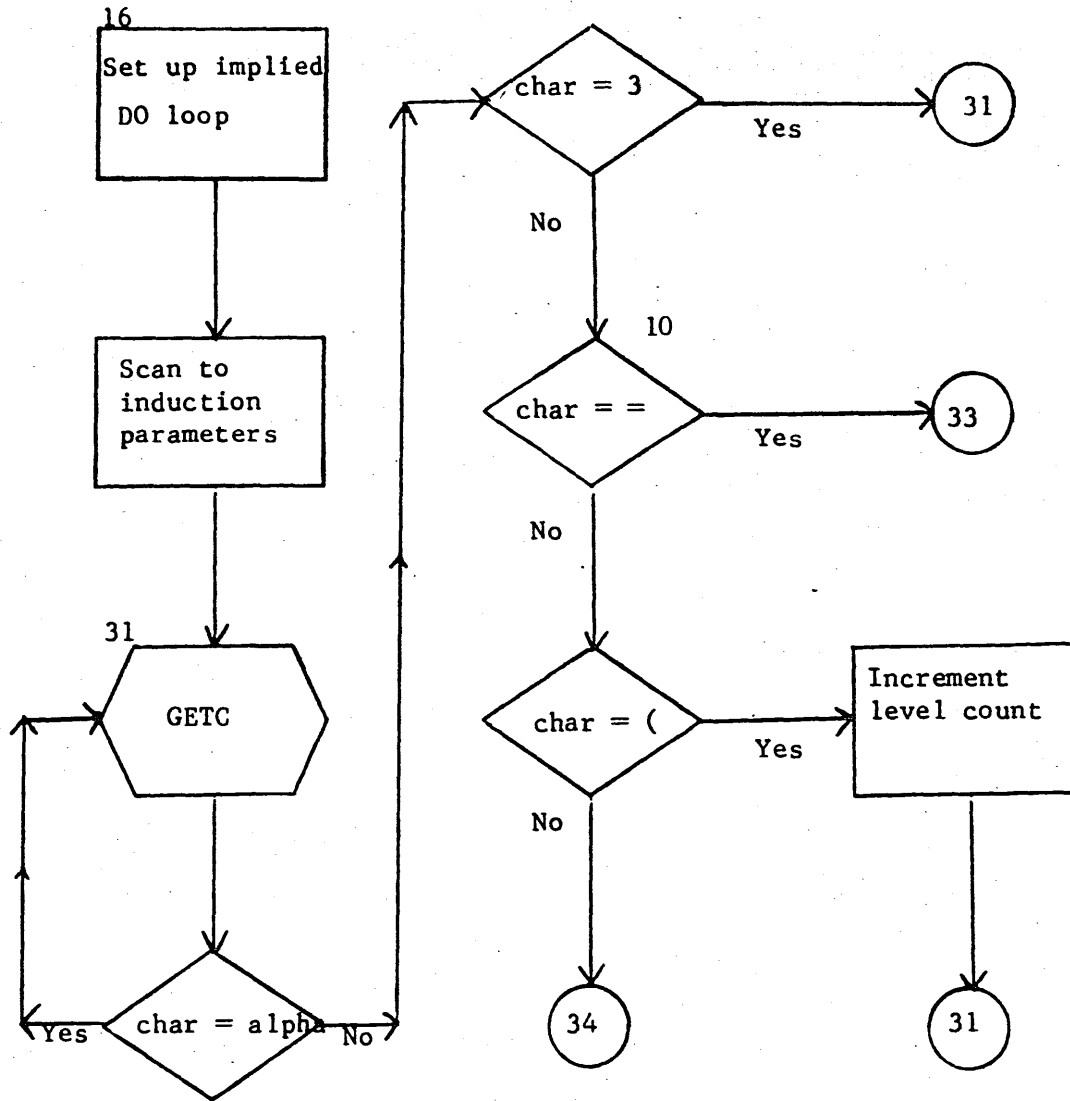 16
Set up implied
DO loop
Scan to
induction
parameters
31
GETC
char = alpha
Yes
No
char = 3
Yes
31
No
10
char = =
Yes
33
No
char = (
Yes
Increment
level count
No
34
31